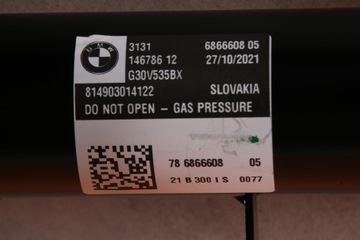 BMW
3131 6866608 05
146786 12 27/10/2021
G30V535BX
814903014122 SLOVAKIA
DO NOT OPEN - GAS PRESSURE
78 6866608 05
21 B 300 I S 0077